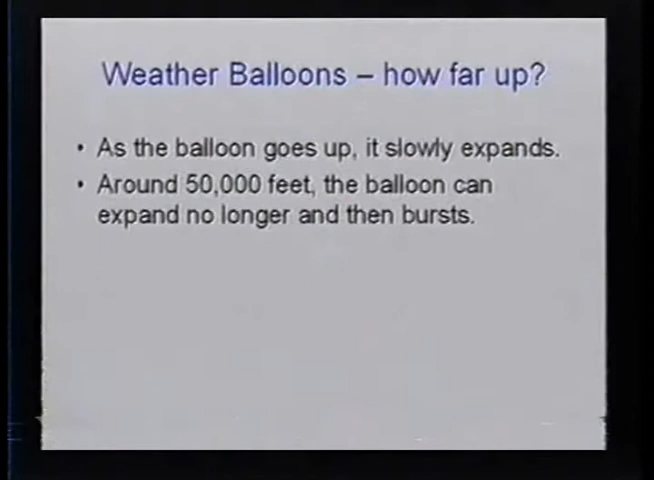 Weather Balloons – how far up?
• As the balloon goes up, it slowly expands.
• Around 50,000 feet, the balloon can
expand no longer and then bursts.